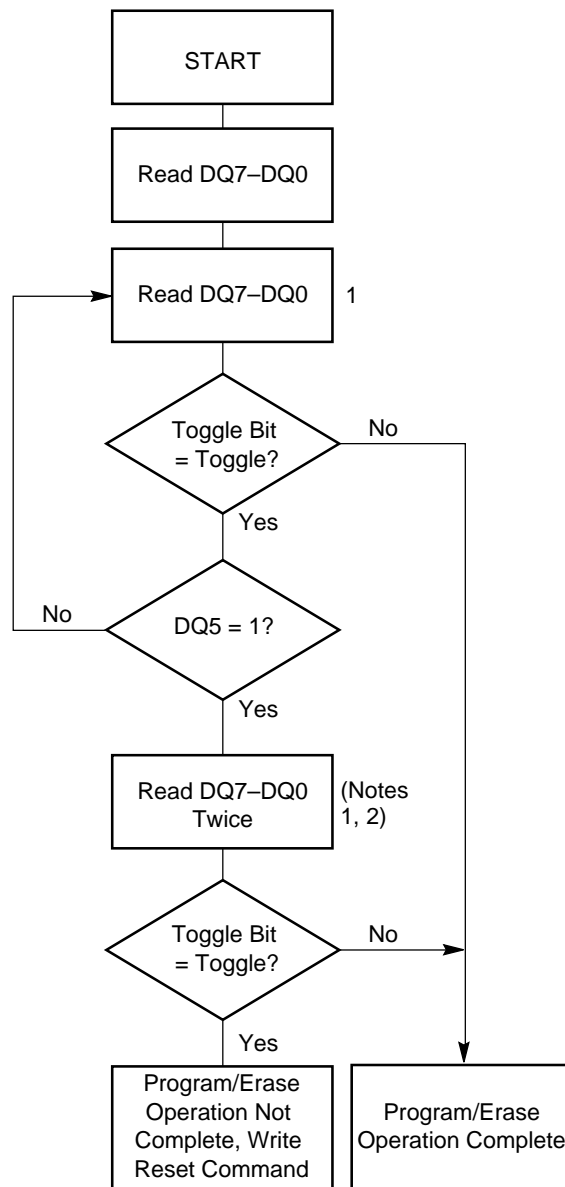 START
Read DQ7–DQ0
Read DQ7–DQ0
1
Toggle Bit
= Toggle?
No
Yes
No
DQ5 = 1?
Yes
Read DQ7–DQ0
Twice
(Notes
1, 2)
Toggle Bit
= Toggle?
No
Yes
Program/Erase
Operation Not
Complete, Write
Reset Command
Program/Erase
Operation Complete